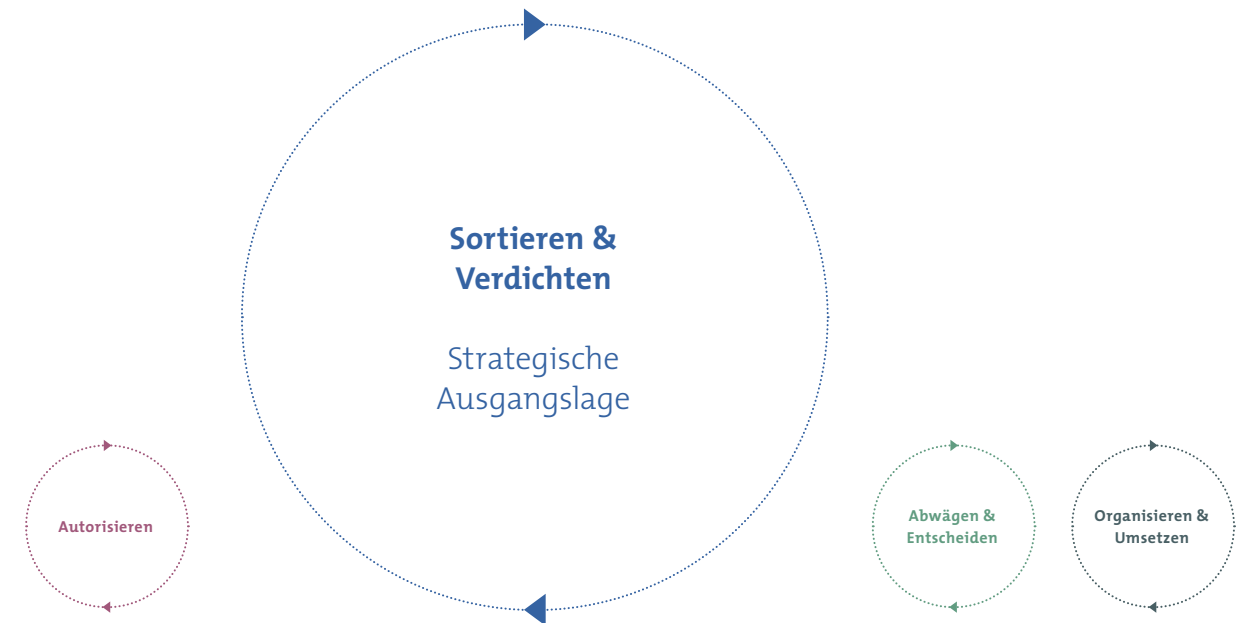 Autorisieren
Sortieren &
Verdichten
Strategische
Ausgangslage
Abwägen &
Entscheiden
Organisieren &
Umsetzen